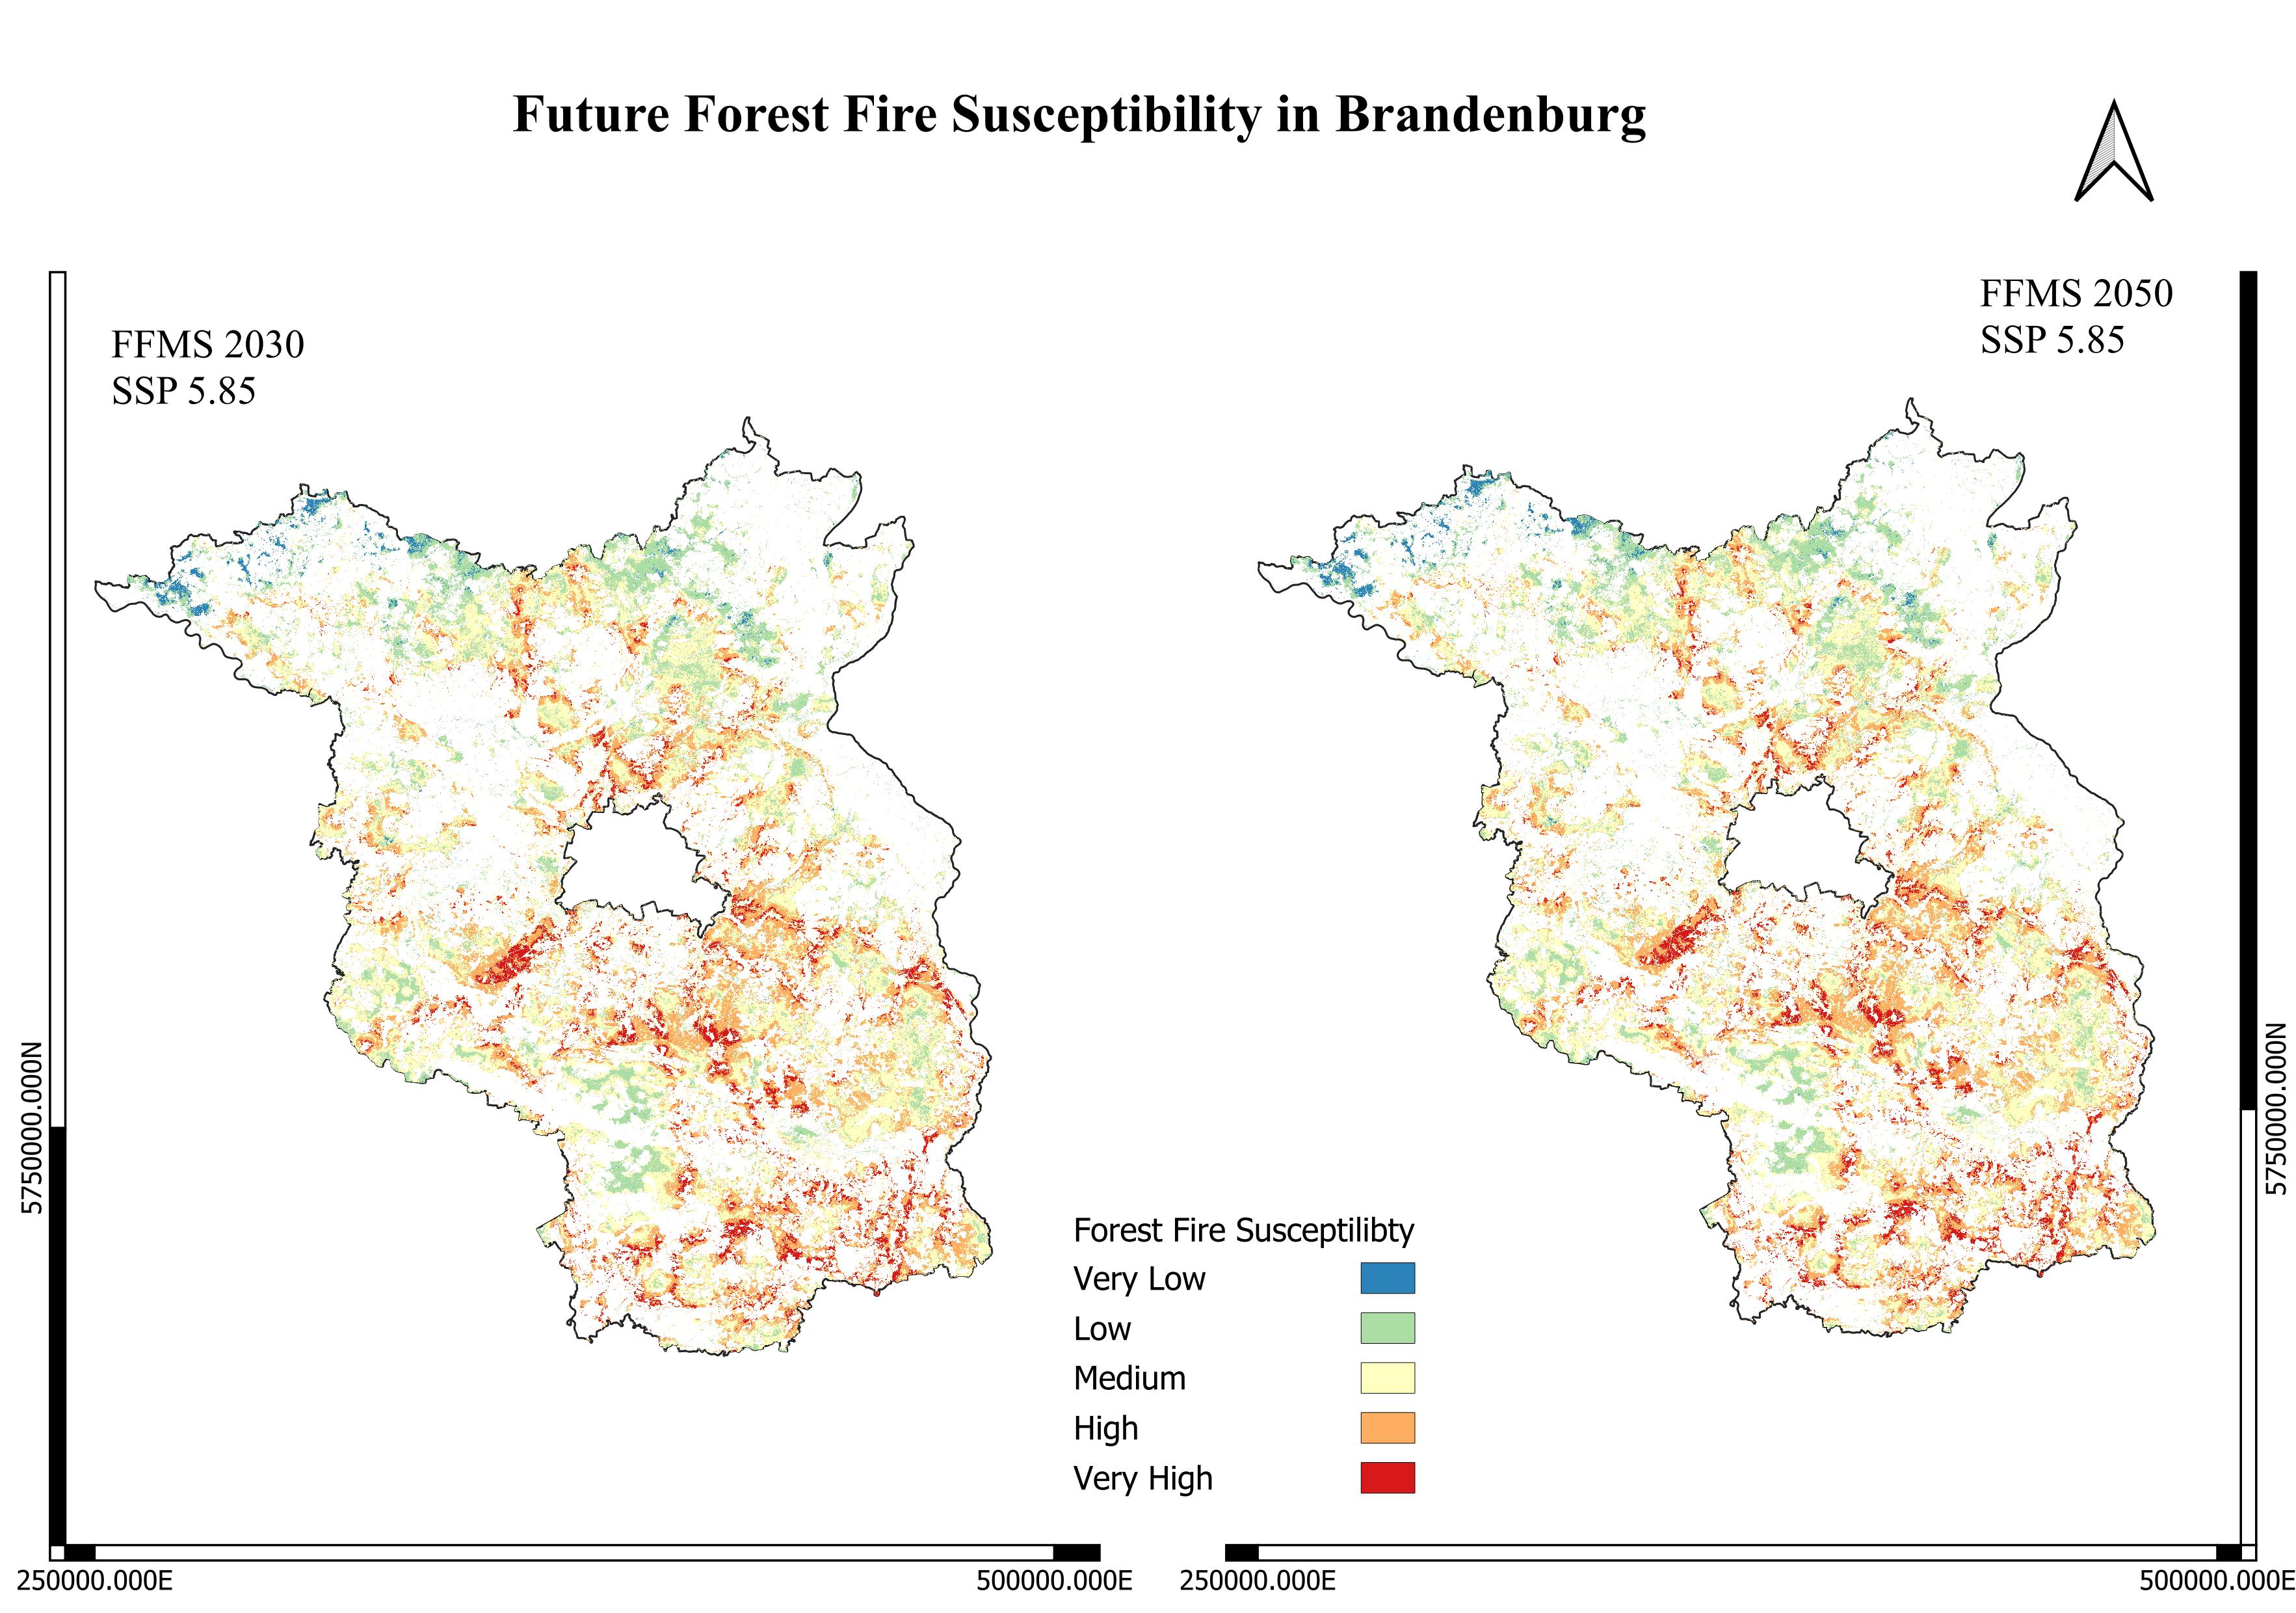 Future Forest Fire Susceptibility in Brandenburg
FFMS 2030
SSP 5.85
FFMS 2050
SSP 5.85
5750000.000N
5750000.000N
Forest Fire Susceptilibty
Very Low
Low
Medium
High
Very High
250000.000E
500000.000E
250000.000E
500000.000E